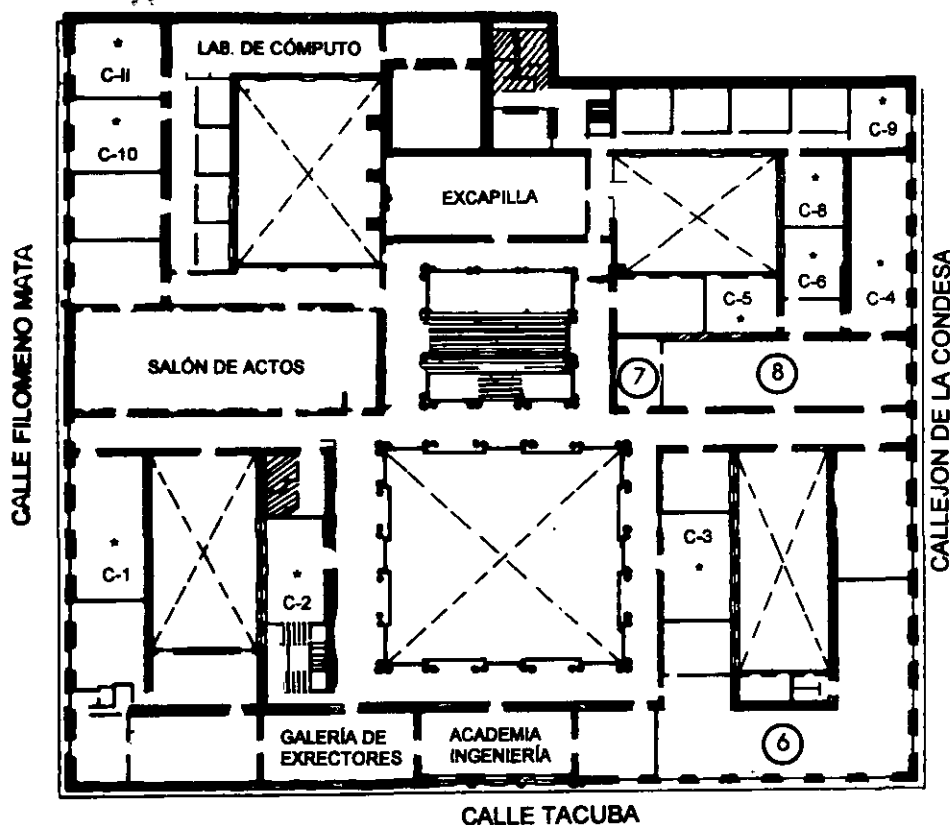 LAB. DE CÓMPUTO
C-II
C-10
C-9
EXCAPILLA
C-8
C-6
C-5
C-4
SALÓN DE ACTOS
7
8
CALLE FILOMENO MATA
CALLEJON DE LA CONDESA
C-1
C-2
C-3
GALERÍA DE
EXRECTORES
ACADEMIA
INGENIERÍA
6
CALLE TACUBA